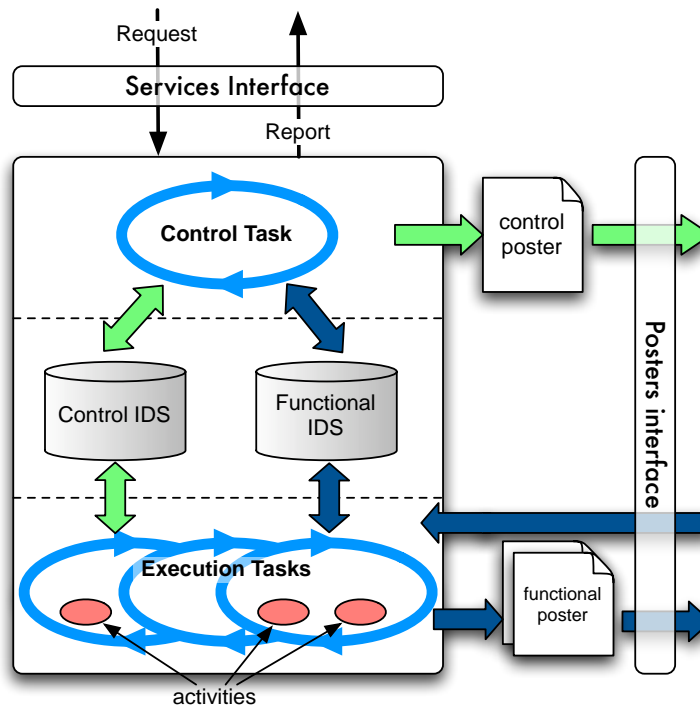 Request
Services Interface
Report
Control Task
control
poster
Control IDS
Functional
IDS
Posters interface
Execution Tasks
functional
poster
activities